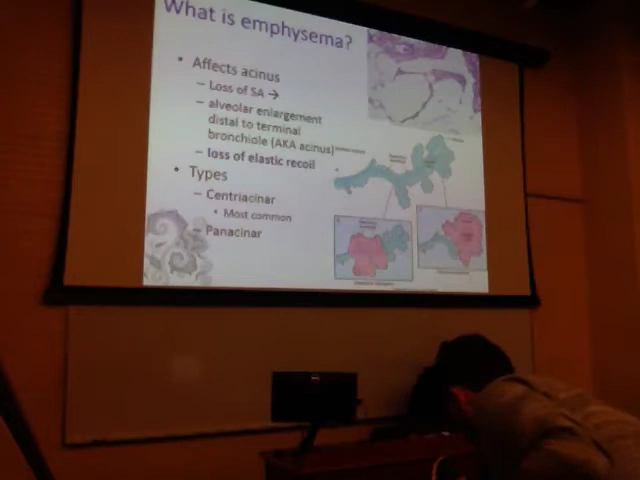 What is emphysema?
• Affects acinus
– Loss of SA →
– alveolar enlargement
distal to terminal
bronchiole (AKA acinus)
– loss of elastic recoil
• Types
– Centriacinar
• Most common
– Panacinar